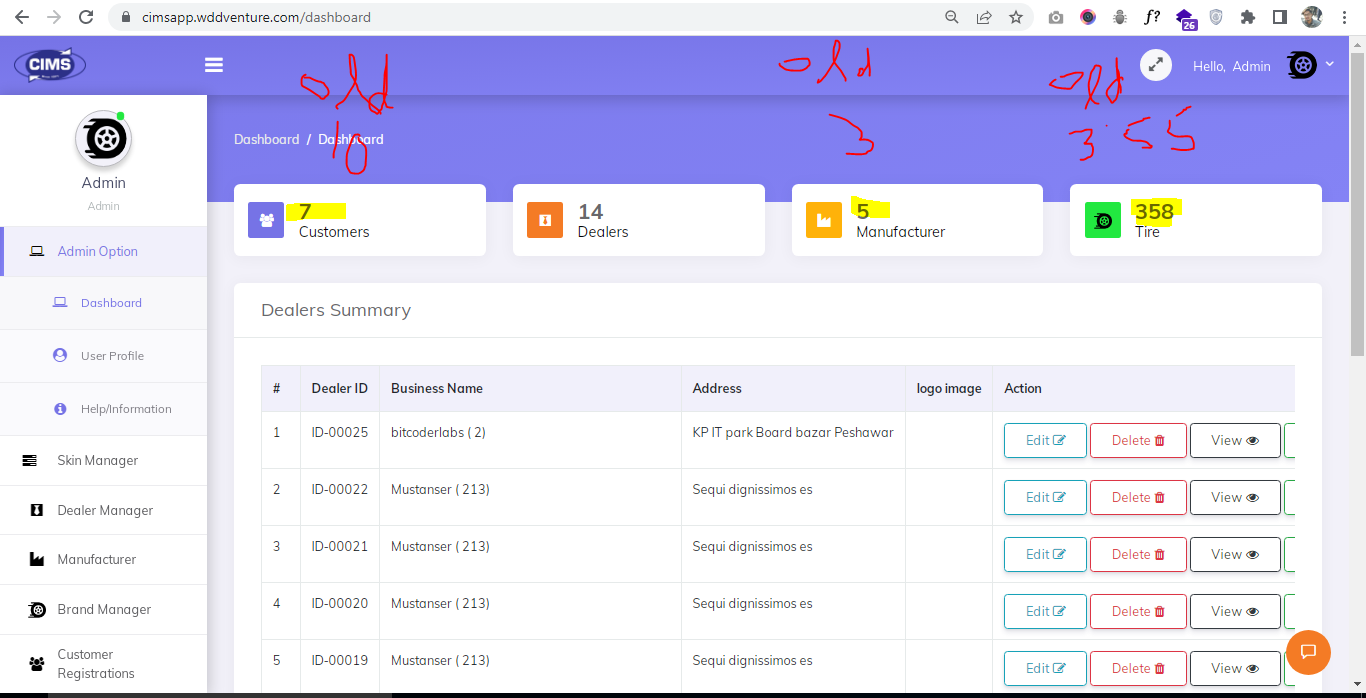 cimsapp.wddventure.com/dashboard
f?
26
CIMS
old
old
old
Hello, Admin
10
3
355
Dashboard / Dashboard
Admin
Admin
7
Customers
14
Dealers
5
Manufacturer
358
Tire
Admin Option
Dashboard
User Profile
Help/Information
Skin Manager
Dealer Manager
Manufacturer
Brand Manager
Customer
Registrations
Dealers Summary
# Dealer ID Business Name Address logo image Action
1 ID-00025 bitcoderlabs ( 2) KP IT park Board bazar Peshawar Edit Delete View
2 ID-00022 Mustanser ( 213) Sequi dignissimos es Edit Delete View
3 ID-00021 Mustanser ( 213) Sequi dignissimos es Edit Delete View
4 ID-00020 Mustanser ( 213) Sequi dignissimos es Edit Delete View
5 ID-00019 Mustanser ( 213) Sequi dignissimos es Edit Delete View